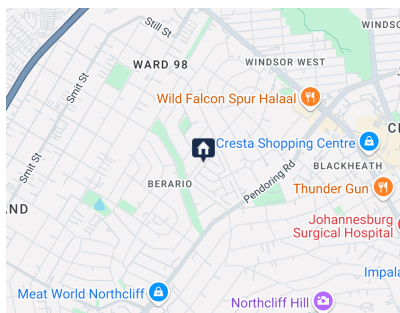 Still St
WINDSOR
WARD 98
WINDSOR WEST
Smit St
Wild Falcon Spur Halaal
Cresta Shopping Centre
C
Smit St
BLACKHEATH
BERARIO
Pendoring Rd
Thunder Gun
AND
Johannesburg
Surgical Hospital
Impala
Meat World Northcliff
Northcliff Hill